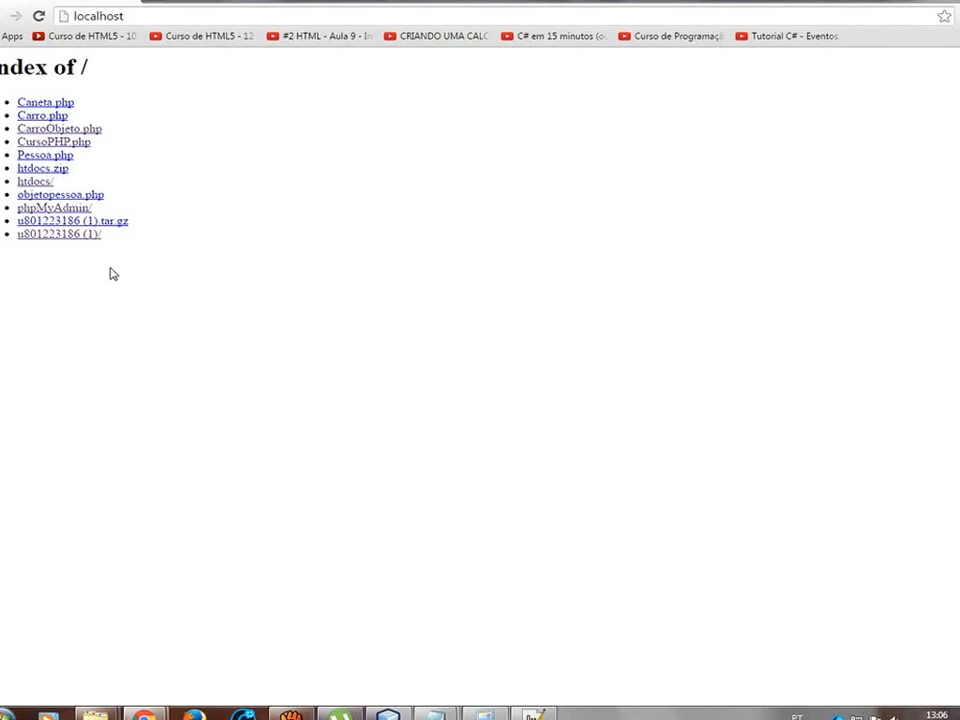 localhost
Apps Curso de HTML5 - 10 Curso de HTML5 - 12 #2 HTML - Aula 9 - In CRIANDO UMA CALC C# em 15 minutos (ou Curso de Programaçã Tutorial C# - Eventos
ndex of /
Caneta.php
Carro.php
CarroObjeto.php
CursoPHP.php
Pessoa.php
htdocs.zip
htdocs/
objetopessoa.php
phpMyAdmin/
u801223186 (1).tar.gz
u801223186 (1)/
PT 13:06